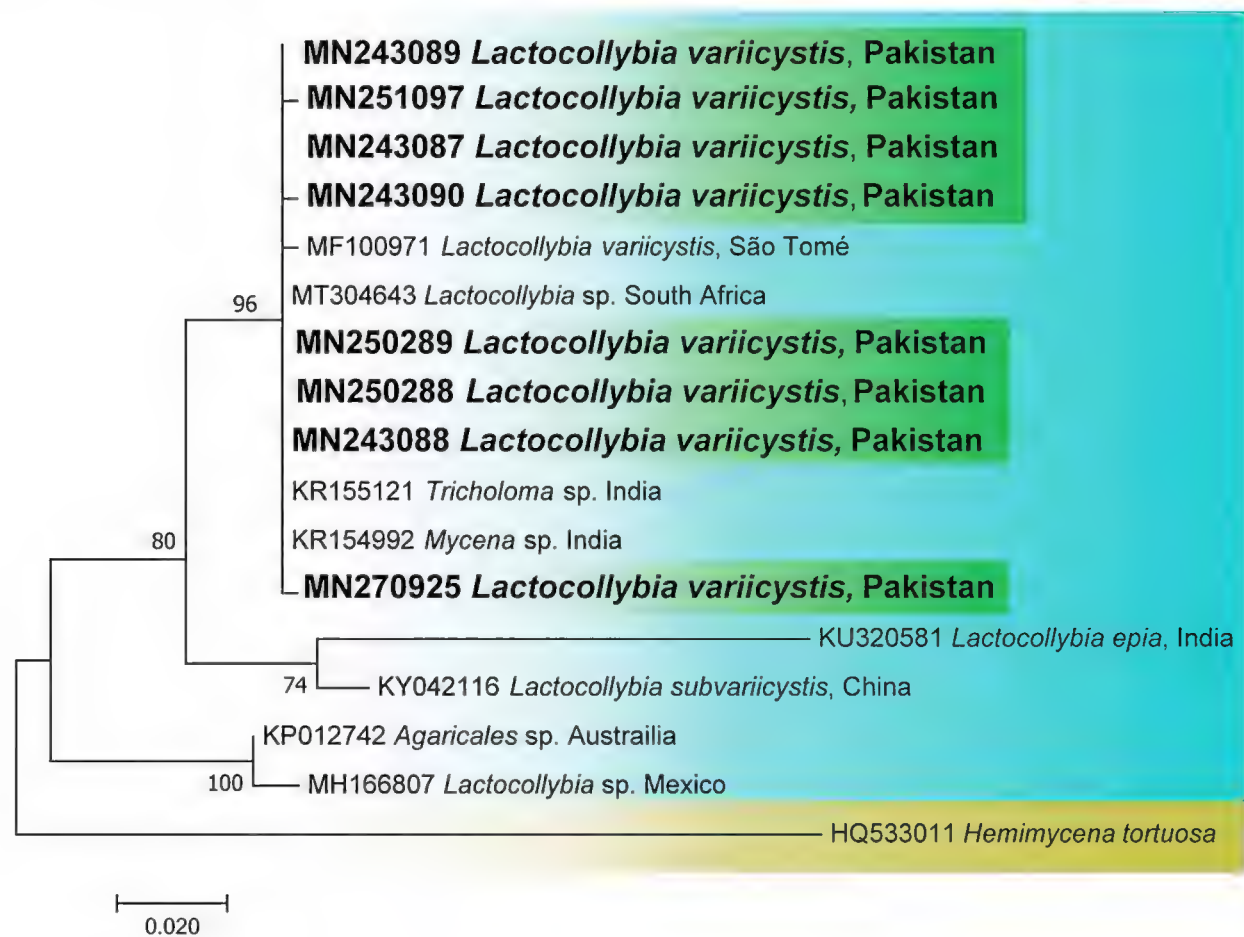 MN243089 Lactocollybia variicystis, Pakistan
MN251097 Lactocollybia variicystis, Pakistan
MN243087 Lactocollybia variicystis, Pakistan
MN243090 Lactocollybia variicystis, Pakistan
MF100971 Lactocollybia variicystis, São Tomé
96
MT304643 Lactocollybia sp. South Africa
MN250289 Lactocollybia variicystis, Pakistan
MN250288 Lactocollybia variicystis, Pakistan
MN243088 Lactocollybia variicystis, Pakistan
KR155121 Tricholoma sp. India
80
KR154992 Mycena sp. India
MN270925 Lactocollybia variicystis, Pakistan
KU320581 Lactocollybia epia, India
74
KY042116 Lactocollybia subvariicystis, China
KP012742 Agaricales sp. Austrailia
100
MH166807 Lactocollybia sp. Mexico
HQ533011 Hemimycena tortuosa
0.020